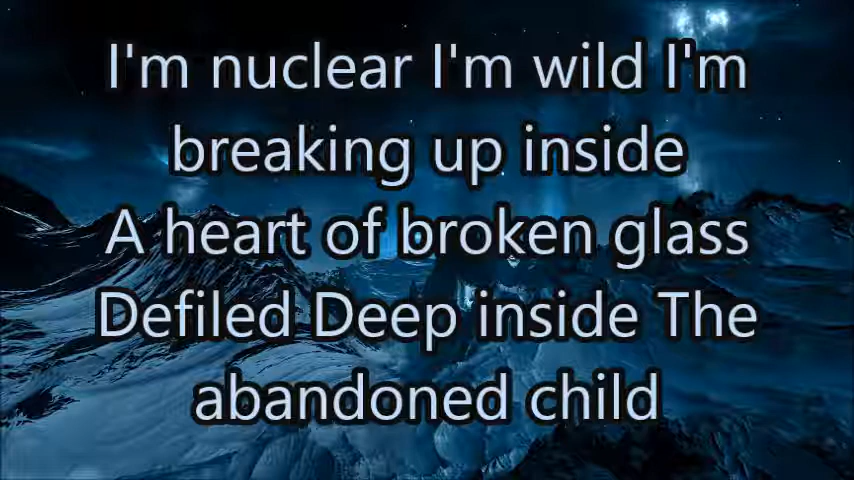 I'm nuclear I'm wild I'm
breaking up inside
A heart of broken glass
Defiled Deep inside The
abandoned child